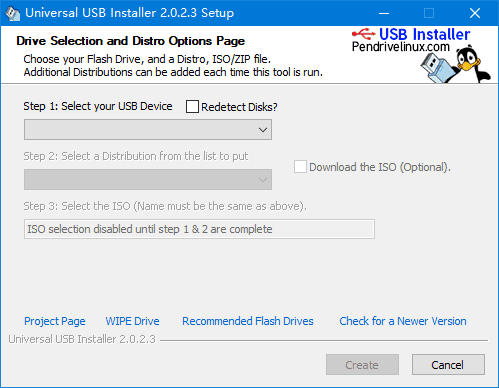 Universal USB Installer 2.0.2.3 Setup
Drive Selection and Distro Options Page
Choose your Flash Drive, and a Distro, ISO/ZIP file.
Additional Distributions can be added each time this tool is run.
USB Installer
Pendrivelinux.com
Step 1: Select your USB Device
Redetect Disks?
Step 2: Select a Distribution from the list to put
Download the ISO (Optional).
Step 3: Select the ISO (Name must be the same as above).
ISO selection disabled until step 1 & 2 are complete
Project Page WIPE Drive Recommended Flash Drives Check for a Newer Version
Universal USB Installer 2.0.2.3
Create Cancel